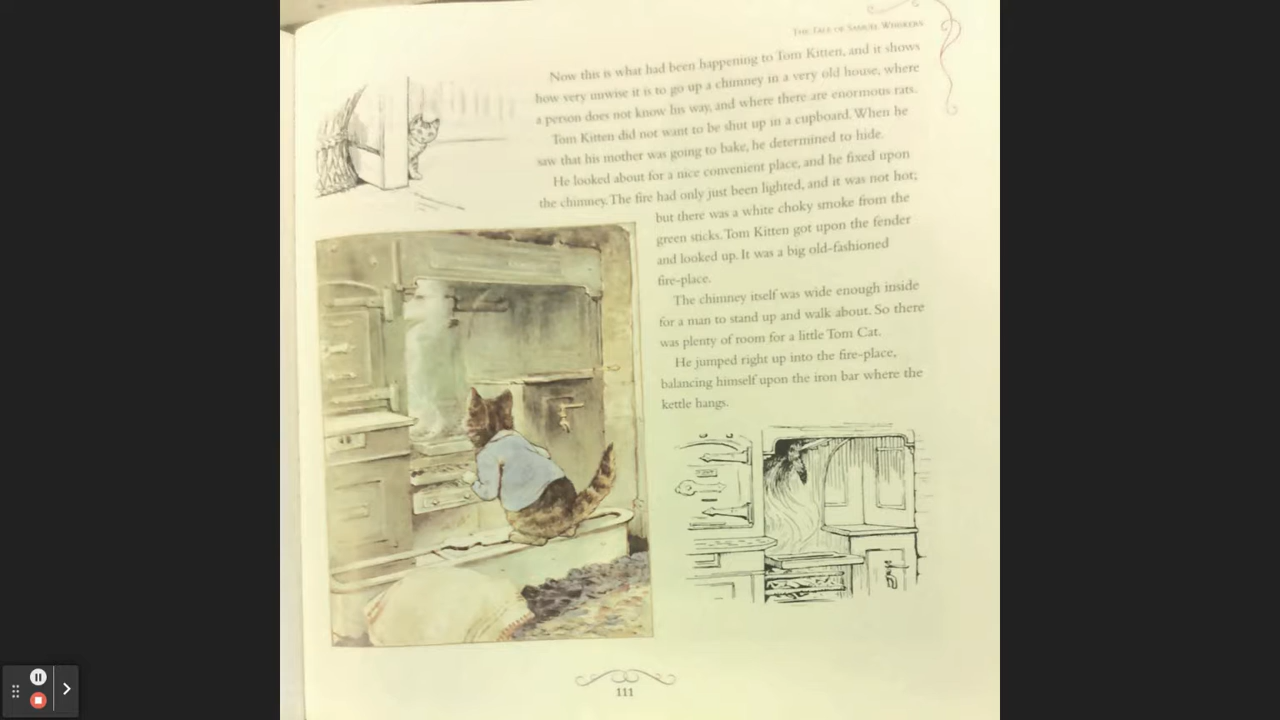 THE TALE OF SAMUEL WHISKERS
Now this is what had been happening to Tom Kitten, and it shows
how very unwise it is to go up a chimney in a very old house, where
a person does not know his way, and where there are enormous rats.
Tom Kitten did not want to be shut up in a cupboard. When he
saw that his mother was going to bake, he determined to hide.
He looked about for a nice convenient place, and he fixed upon
the chimney. The fire had only just been lighted, and it was not hot;
but there was a white choky smoke from the
green sticks. Tom Kitten got upon the fender
and looked up. It was a big old-fashioned
fire-place.
The chimney itself was wide enough inside
for a man to stand up and walk about. So there
was plenty of room for a little Tom Cat.
He jumped right up into the fire-place,
balancing himself upon the iron bar where the
kettle hangs.
111